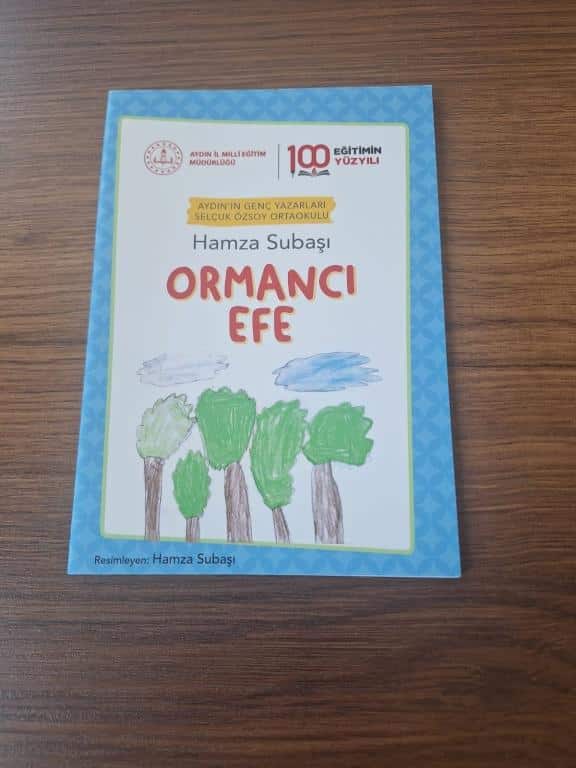 AYDIN İL MİLLİ EĞİTİM
MÜDÜRLÜĞÜ
100 EĞİTİMİN
YÜZYILI
AYDIN'IN GENÇ YAZARLARI
SELÇUK ÖZSOY ORTAOKULU
Hamza Subaşı
ORMANCI
EFE
Resimleyen: Hamza Subaşı